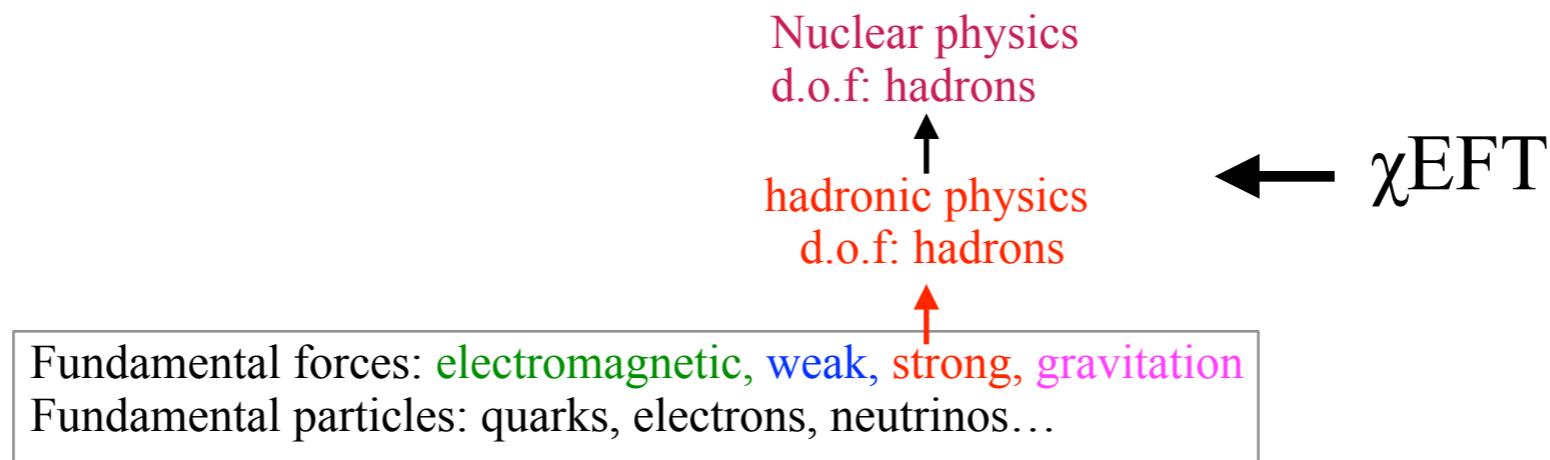 Nuclear physics
d.o.f: hadrons
χEFT
hadronic physics
d.o.f: hadrons
Fundamental forces: electromagnetic, weak, strong, gravitation
Fundamental particles: quarks, electrons, neutrinos…